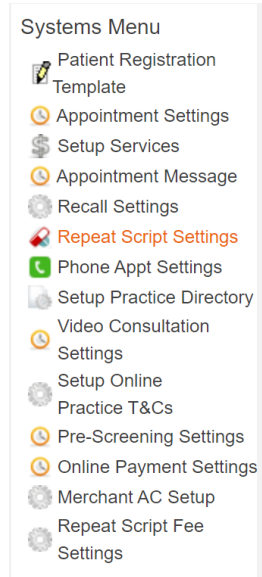 Systems Menu
Patient Registration
Template
Appointment Settings
Setup Services
Appointment Message
Recall Settings
Repeat Script Settings
Phone Appt Settings
Setup Practice Directory
Video Consultation
Settings
Setup Online
Practice T&Cs
Pre-Screening Settings
Online Payment Settings
Merchant AC Setup
Repeat Script Fee
Settings